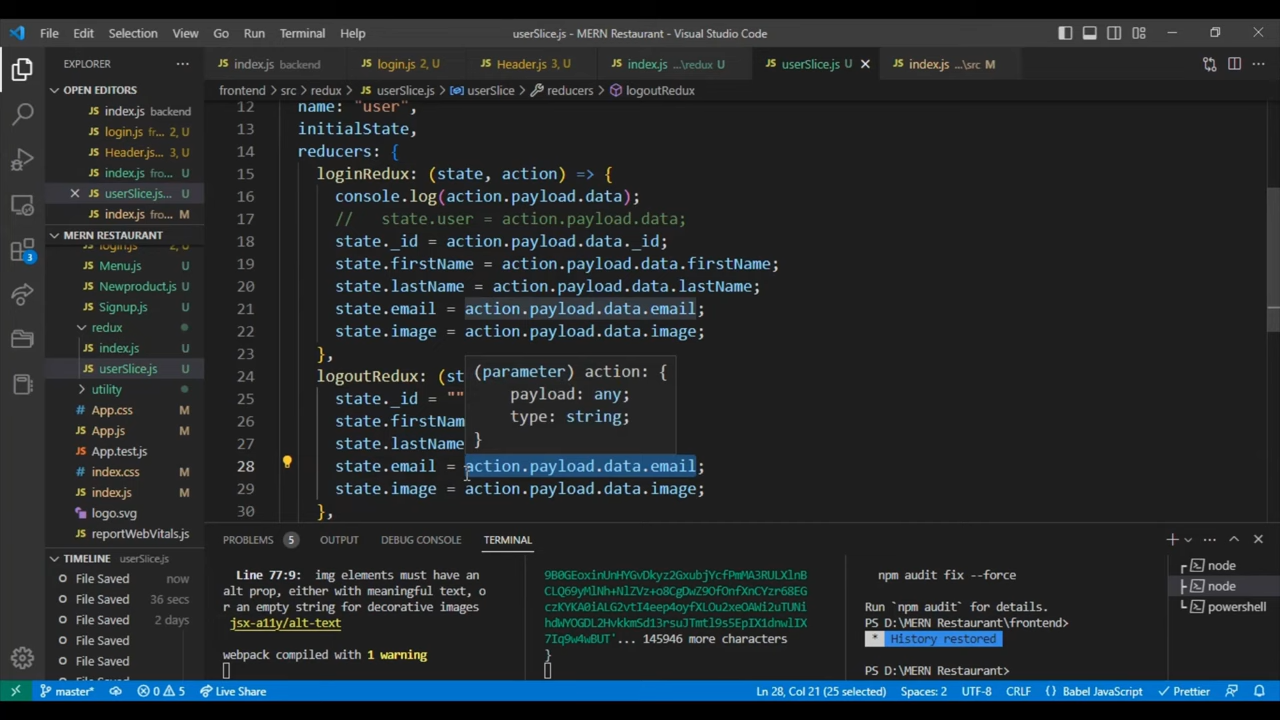 File Edit Selection View Go Run Terminal Help
userSlice.js - MERN Restaurant - Visual Studio Code
EXPLORER
JS index.js backend
JS login.js 2, U
JS Header.js 3, U
JS index.js ...\redux U
JS userSlice.js U
JS index.js ...\src M
OPEN EDITORS
JS index.js backend
JS login.js fr... 2, U
JS Header.js... 3, U
JS index.js fro... U
JS userSlice.js... U
JS index.js fro... M
MERN RESTAURANT
JS login.js 2, U
JS Menu.js U
JS Newproduct.js U
JS Signup.js U
redux
JS index.js U
JS userSlice.js U
utility
# App.css M
JS App.js M
JS App.test.js
# index.css M
JS index.js M
logo.svg
JS reportWebVitals.js
TIMELINE userSlice.js
File Saved now
File Saved 36 secs
File Saved 2 days
File Saved
File Saved
3
frontend > src > redux > JS userSlice.js > userSlice > reducers > logoutRedux
12 name: "user",
13 initialState,
14 reducers: {
15 loginRedux: (state, action) => {
16 console.log(action.payload.data);
17 // state.user = action.payload.data;
18 state._id = action.payload.data._id;
19 state.firstName = action.payload.data.firstName;
20 state.lastName = action.payload.data.lastName;
21 state.email = action.payload.data.email;
22 state.image = action.payload.data.image;
23 },
24 logoutRedux: (st
25 state._id = ""
26 state.firstNam
27 state.lastName
28 state.email = action.payload.data.email;
29 state.image = action.payload.data.image;
30 },
(parameter) action: {
payload: any;
type: string;
}
PROBLEMS 5 OUTPUT DEBUG CONSOLE TERMINAL
Line 77:9: img elements must have an
alt prop, either with meaningful text, o
r an empty string for decorative images
jsx-a11y/alt-text
webpack compiled with 1 warning
9B0GEoxinUnHYGvDkyz2GxubjYcfPmMA3RULXlnB
CLQ69yMlNh+NlZVz+o8CgDwZ9OfOnfXnCYzr68EG
czKYKA0iALG2vtI4eep4oyfXLOu2xeOAWi2uTUNi
hdWYOGDL2HvkkmSd13rsuJTmtl9s5EpIX1dnwlIX
7Iq9w4wBUT'... 145946 more characters
}
npm audit fix --force
Run `npm audit` for details.
PS D:\MERN Restaurant\frontend>
* History restored
PS D:\MERN Restaurant>
node
node
powershell
master* 0 5 Live Share
Ln 28, Col 21 (25 selected) Spaces: 2 UTF-8 CRLF {} Babel JavaScript Prettier